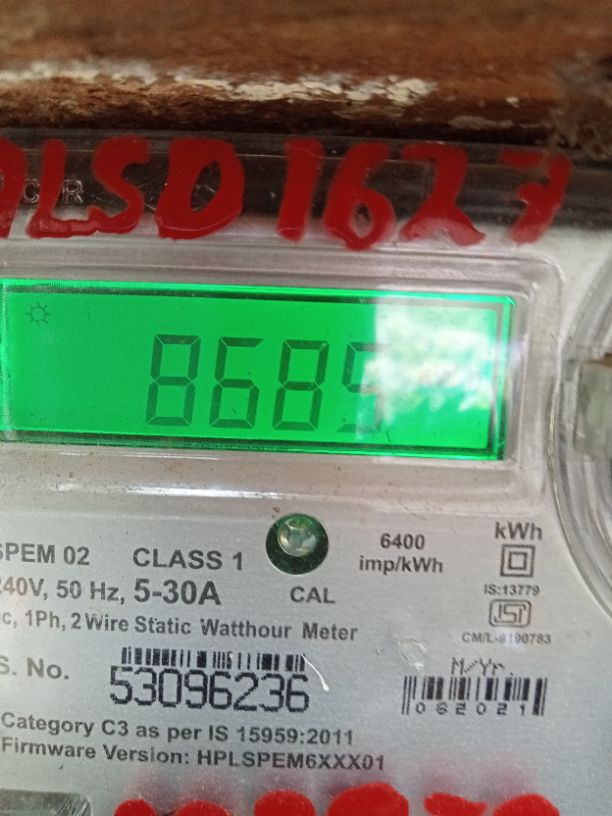 LSD1627
868
SPEM 02 CLASS 1
240V, 50 Hz, 5-30A
6400
imp/kWh
kWh
CAL
IS:13779
c, 1Ph, 2 Wire Static Watthour Meter
CM/L-8190783
S. No.
53096236
M/Yr.
062021
Category C3 as per IS 15959:2011
Firmware Version: HPLSPEM6XXX01